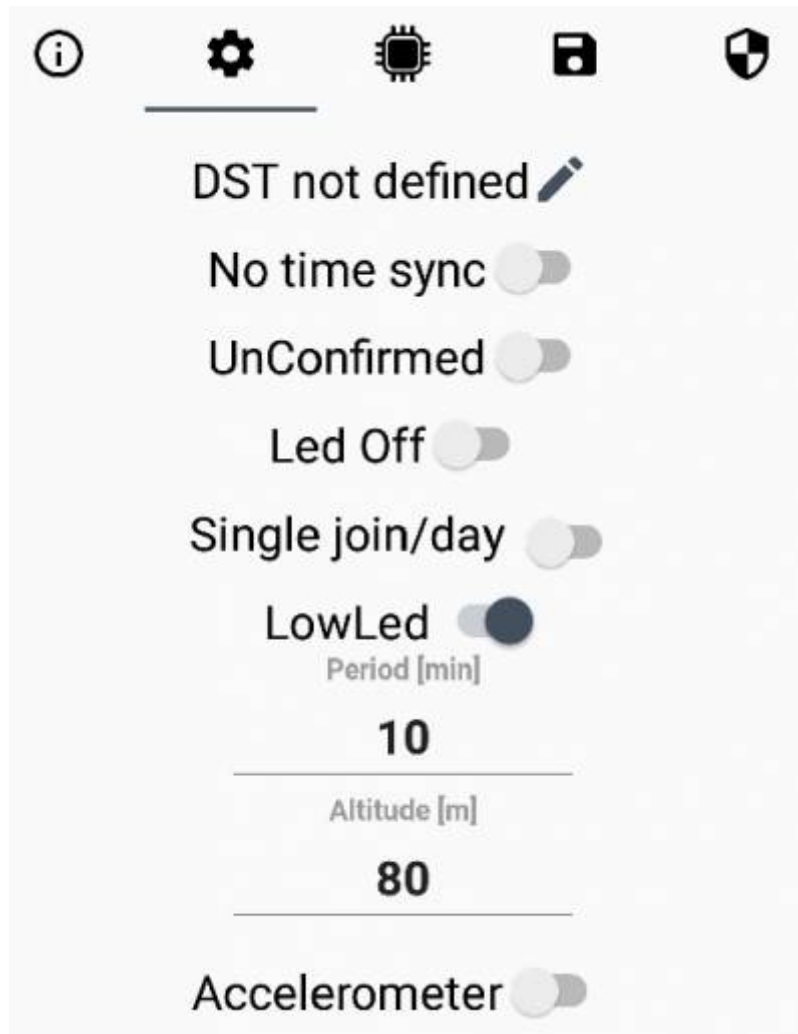 DST not defined
No time sync
UnConfirmed
Led Off
Single join/day
LowLed
Period [min]
10
Altitude [m]
80
Accelerometer